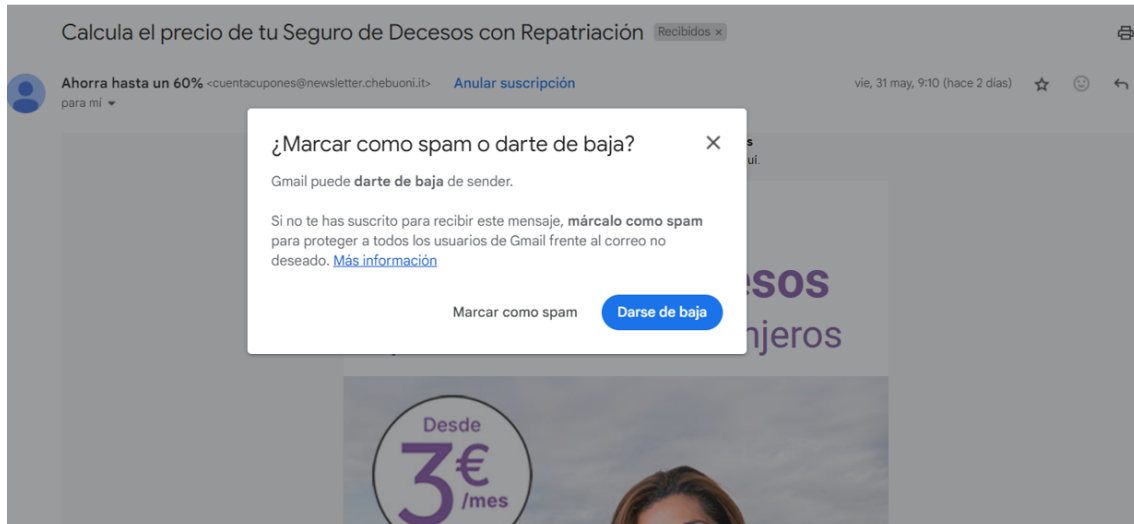 Calcula el precio de tu Seguro de Decesos con Repatriación Recibidos ×
Ahorra hasta un 60% <cuentacupones@newsletter.chebuoni.it> Anular suscripción vie, 31 may, 9:10 (hace 2 días)
para mí
¿Marcar como spam o darte de baja?
Gmail puede darte de baja de sender.
Si no te has suscrito para recibir este mensaje, márcalo como spam
para proteger a todos los usuarios de Gmail frente al correo no
deseado. Más información
Marcar como spam Darse de baja
Desde
3€
/mes